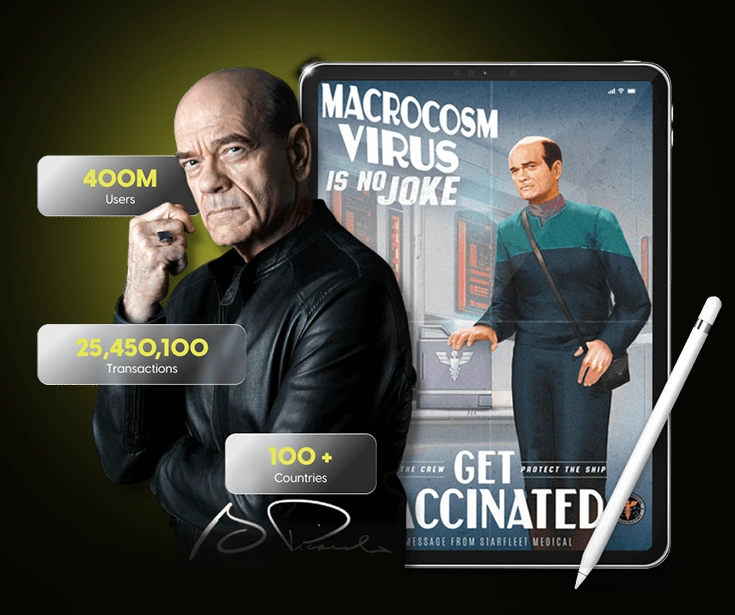 400M
Users
25,450,100
Transactions
100 +
Countries
MACROCOSM
VIRUS
IS NO JOKE
THE CREW
GET
PROTECT THE SHIP
ACCINATED
MESSAGE FROM STARFLEET MEDICAL